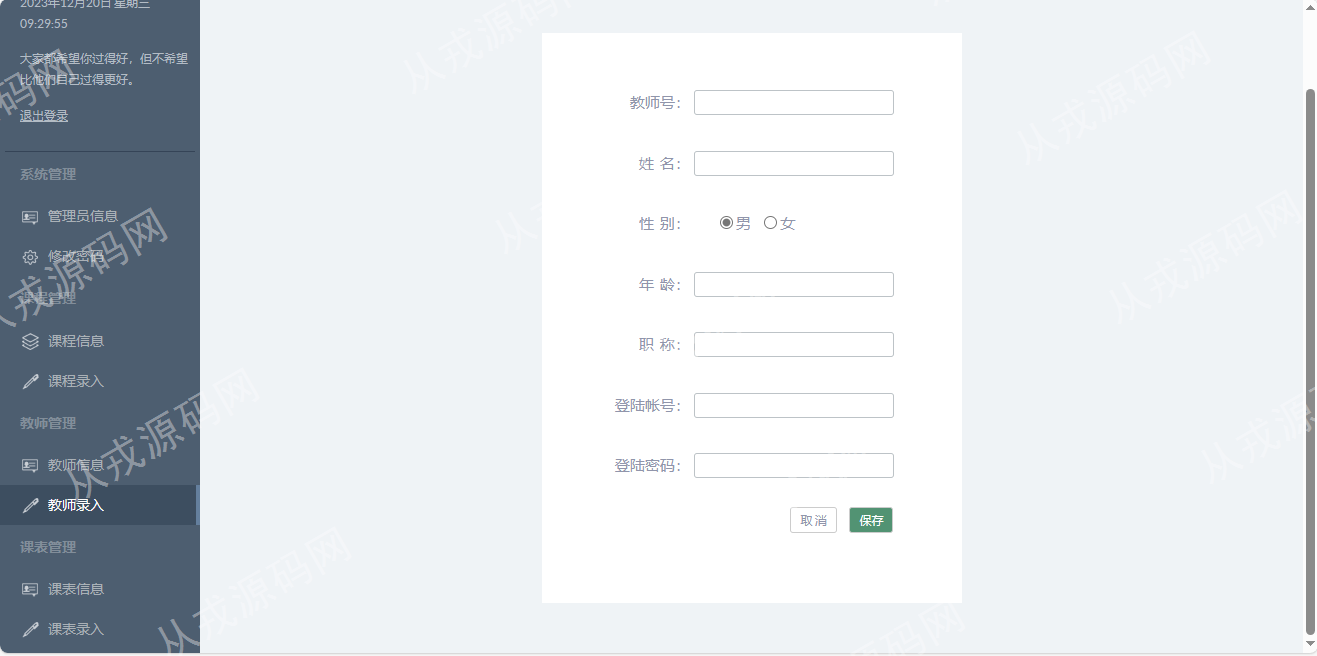 2023年12月20日 星期三
09:29:55
大家都希望你过得好，但不希望
比他们自己过得更好。
退出登录
系统管理
管理员信息
修改密码
课程管理
课程信息
课程录入
教师管理
教师信息
教师录入
课表管理
课表信息
课表录入
教师号：
姓 名：
性 别：
男
女
年 龄：
职 称：
登陆帐号：
登陆密码：
取消
保存
从戎源码网